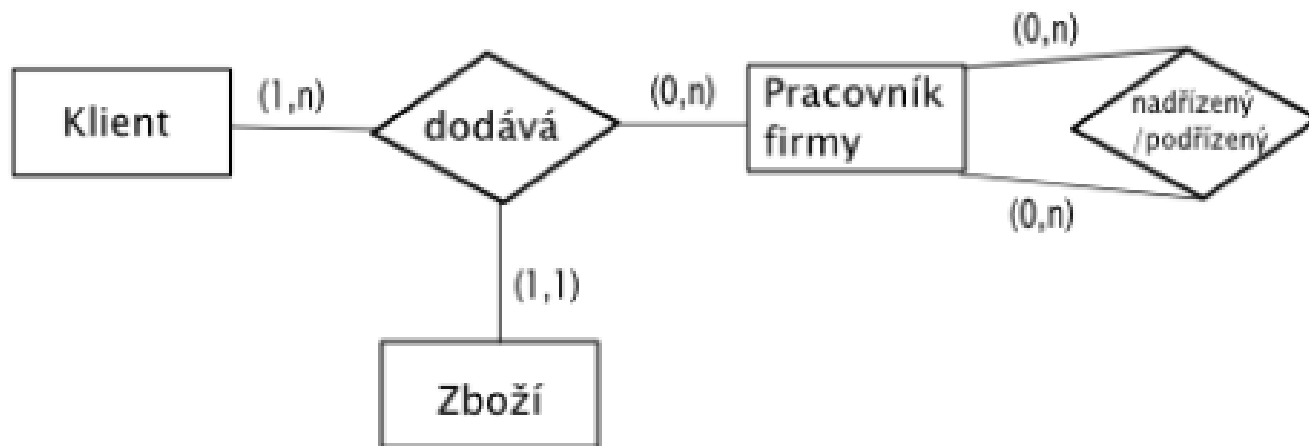 (0,n)
Klient
(1,n)
dodává
(0,n)
Pracovník
firmy
nadřízený
/podřízený
(0,n)
(1,1)
Zboží